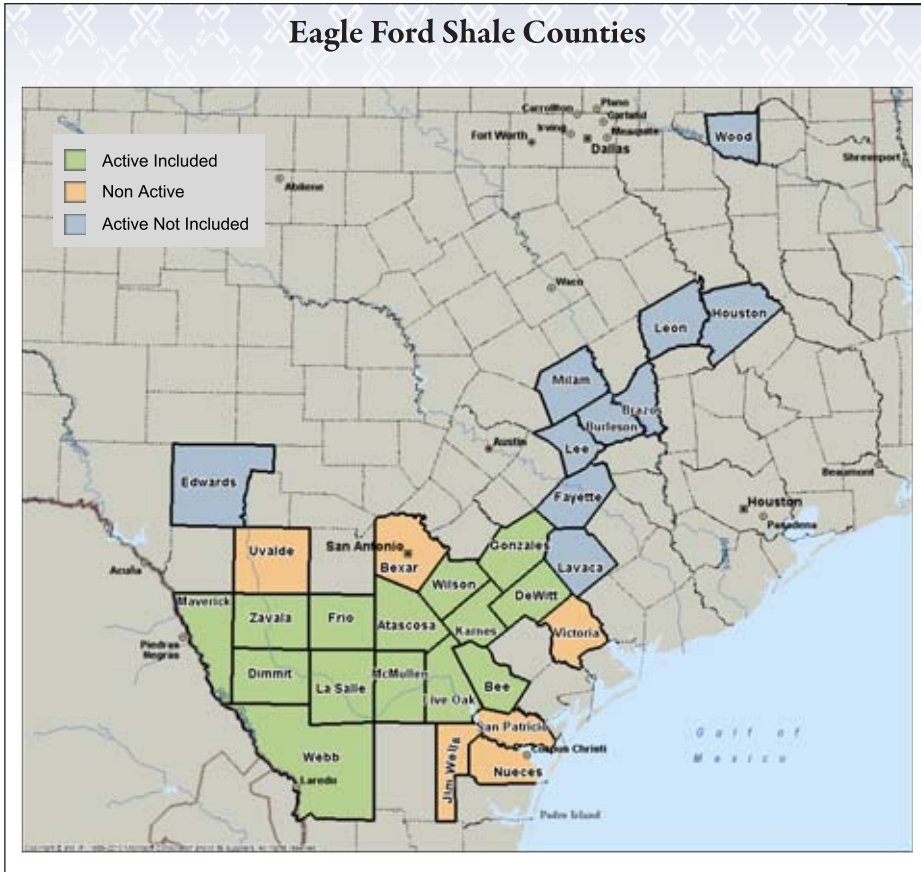 Eagle Ford Shale Counties
Active Included
Non Active
Active Not Included
Carrollton
Plano
Garland
Irving
Mesquite
Fort Worth
Dallas
Wood
Shreveport
Abilene
Waco
Leon
Houston
Milam
Brazos
Burleson
Austin
Lee
Beaumont
Edwards
Fayette
Houston
Pasadena
Uvalde
San Antonio
Bexar
Gonzales
Lavaca
Acuña
Wilson
DeWitt
Maverick
Zavala
Frio
Atascosa
Karnes
Victoria
Piedras
Negras
Dimmit
La Salle
McMullen
Live Oak
Bee
San Patricio
Corpus Christi
Gulf of
Mexico
Webb
Laredo
Jim Wells
Nueces
Padre Island